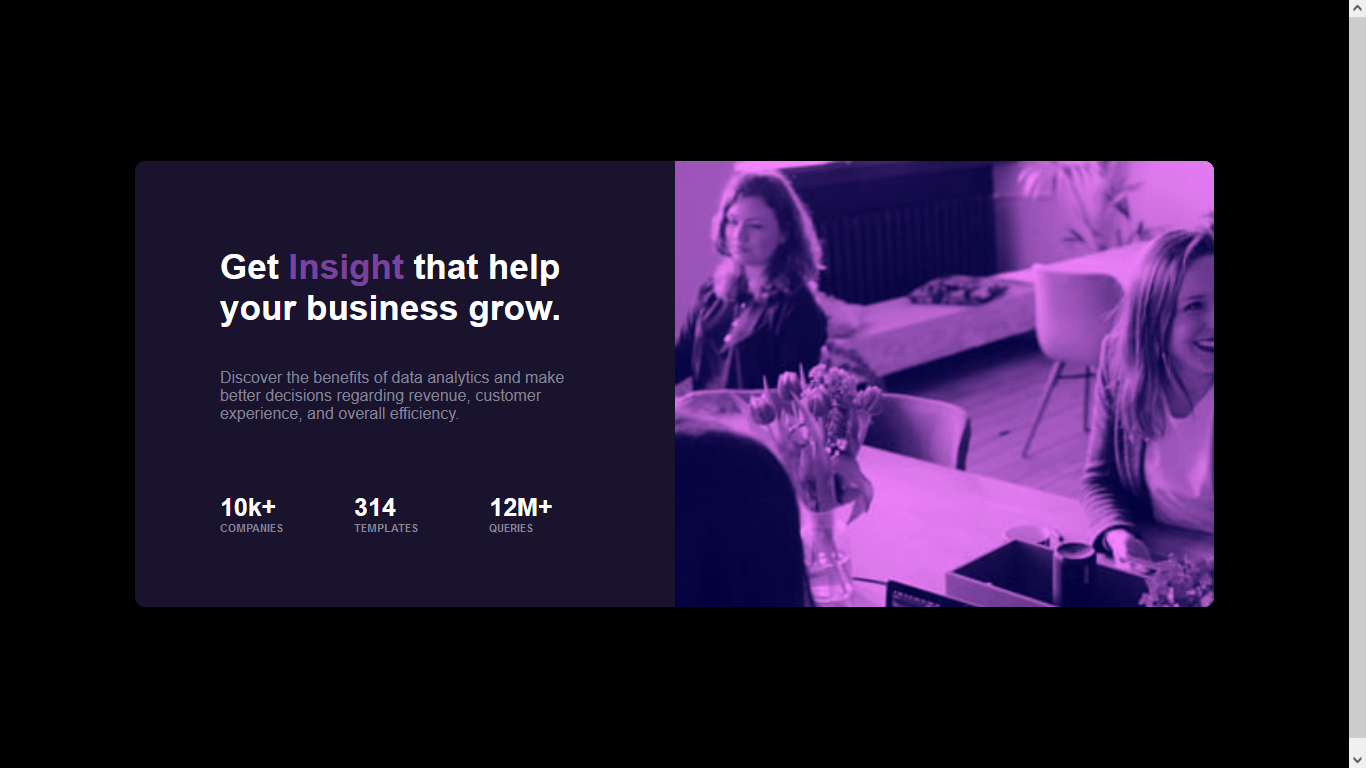 Get Insight that help
your business grow.
Discover the benefits of data analytics and make
better decisions regarding revenue, customer
experience, and overall efficiency.
10k+ 314 12M+
COMPANIES TEMPLATES QUERIES